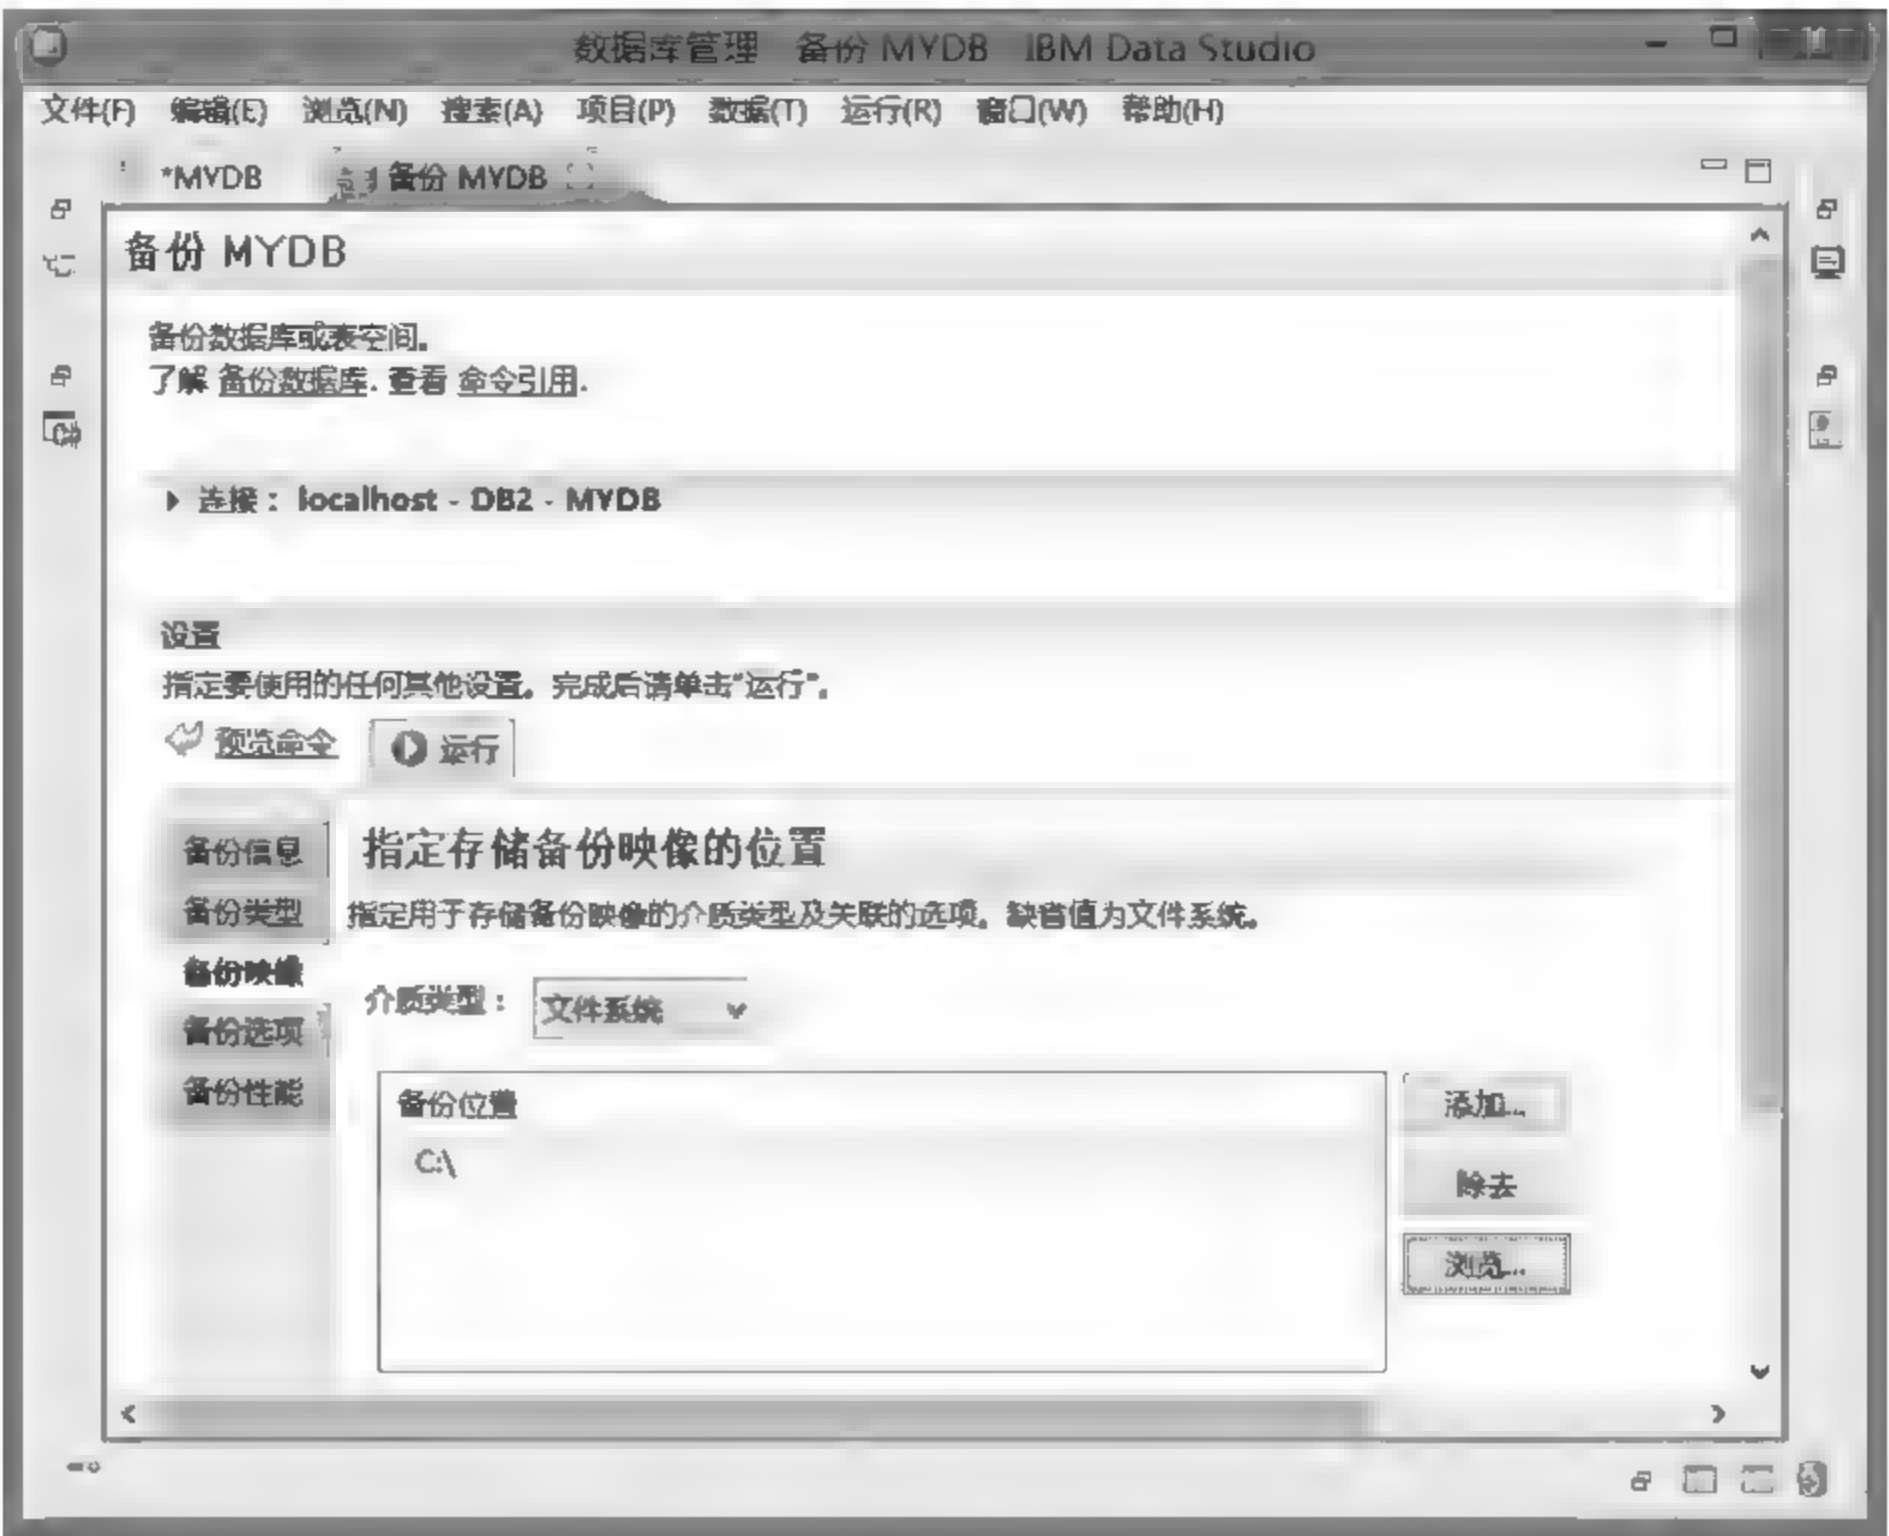 数据库管理 备份 MYDB IBM Data Studio
文件(F) 编辑(E) 浏览(N) 搜索(A) 项目(P) 数据(T) 运行(R) 窗口(W) 帮助(H)
*MYDB 备份 MYDB
备份 MYDB
备份数据库或表空间。
了解 备份数据库. 查看 命令引用.
连接: localhost - DB2 - MYDB
设置
指定要使用的任何其他设置。完成后请单击“运行”。
预览命令 运行
备份信息
备份类型
备份映像
备份选项
备份性能
指定存储备份映像的位置
指定用于存储备份映像的介质类型及关联的选项。缺省值为文件系统。
介质类型: 文件系统
备份位置
C:\
添加...
除去
浏览...